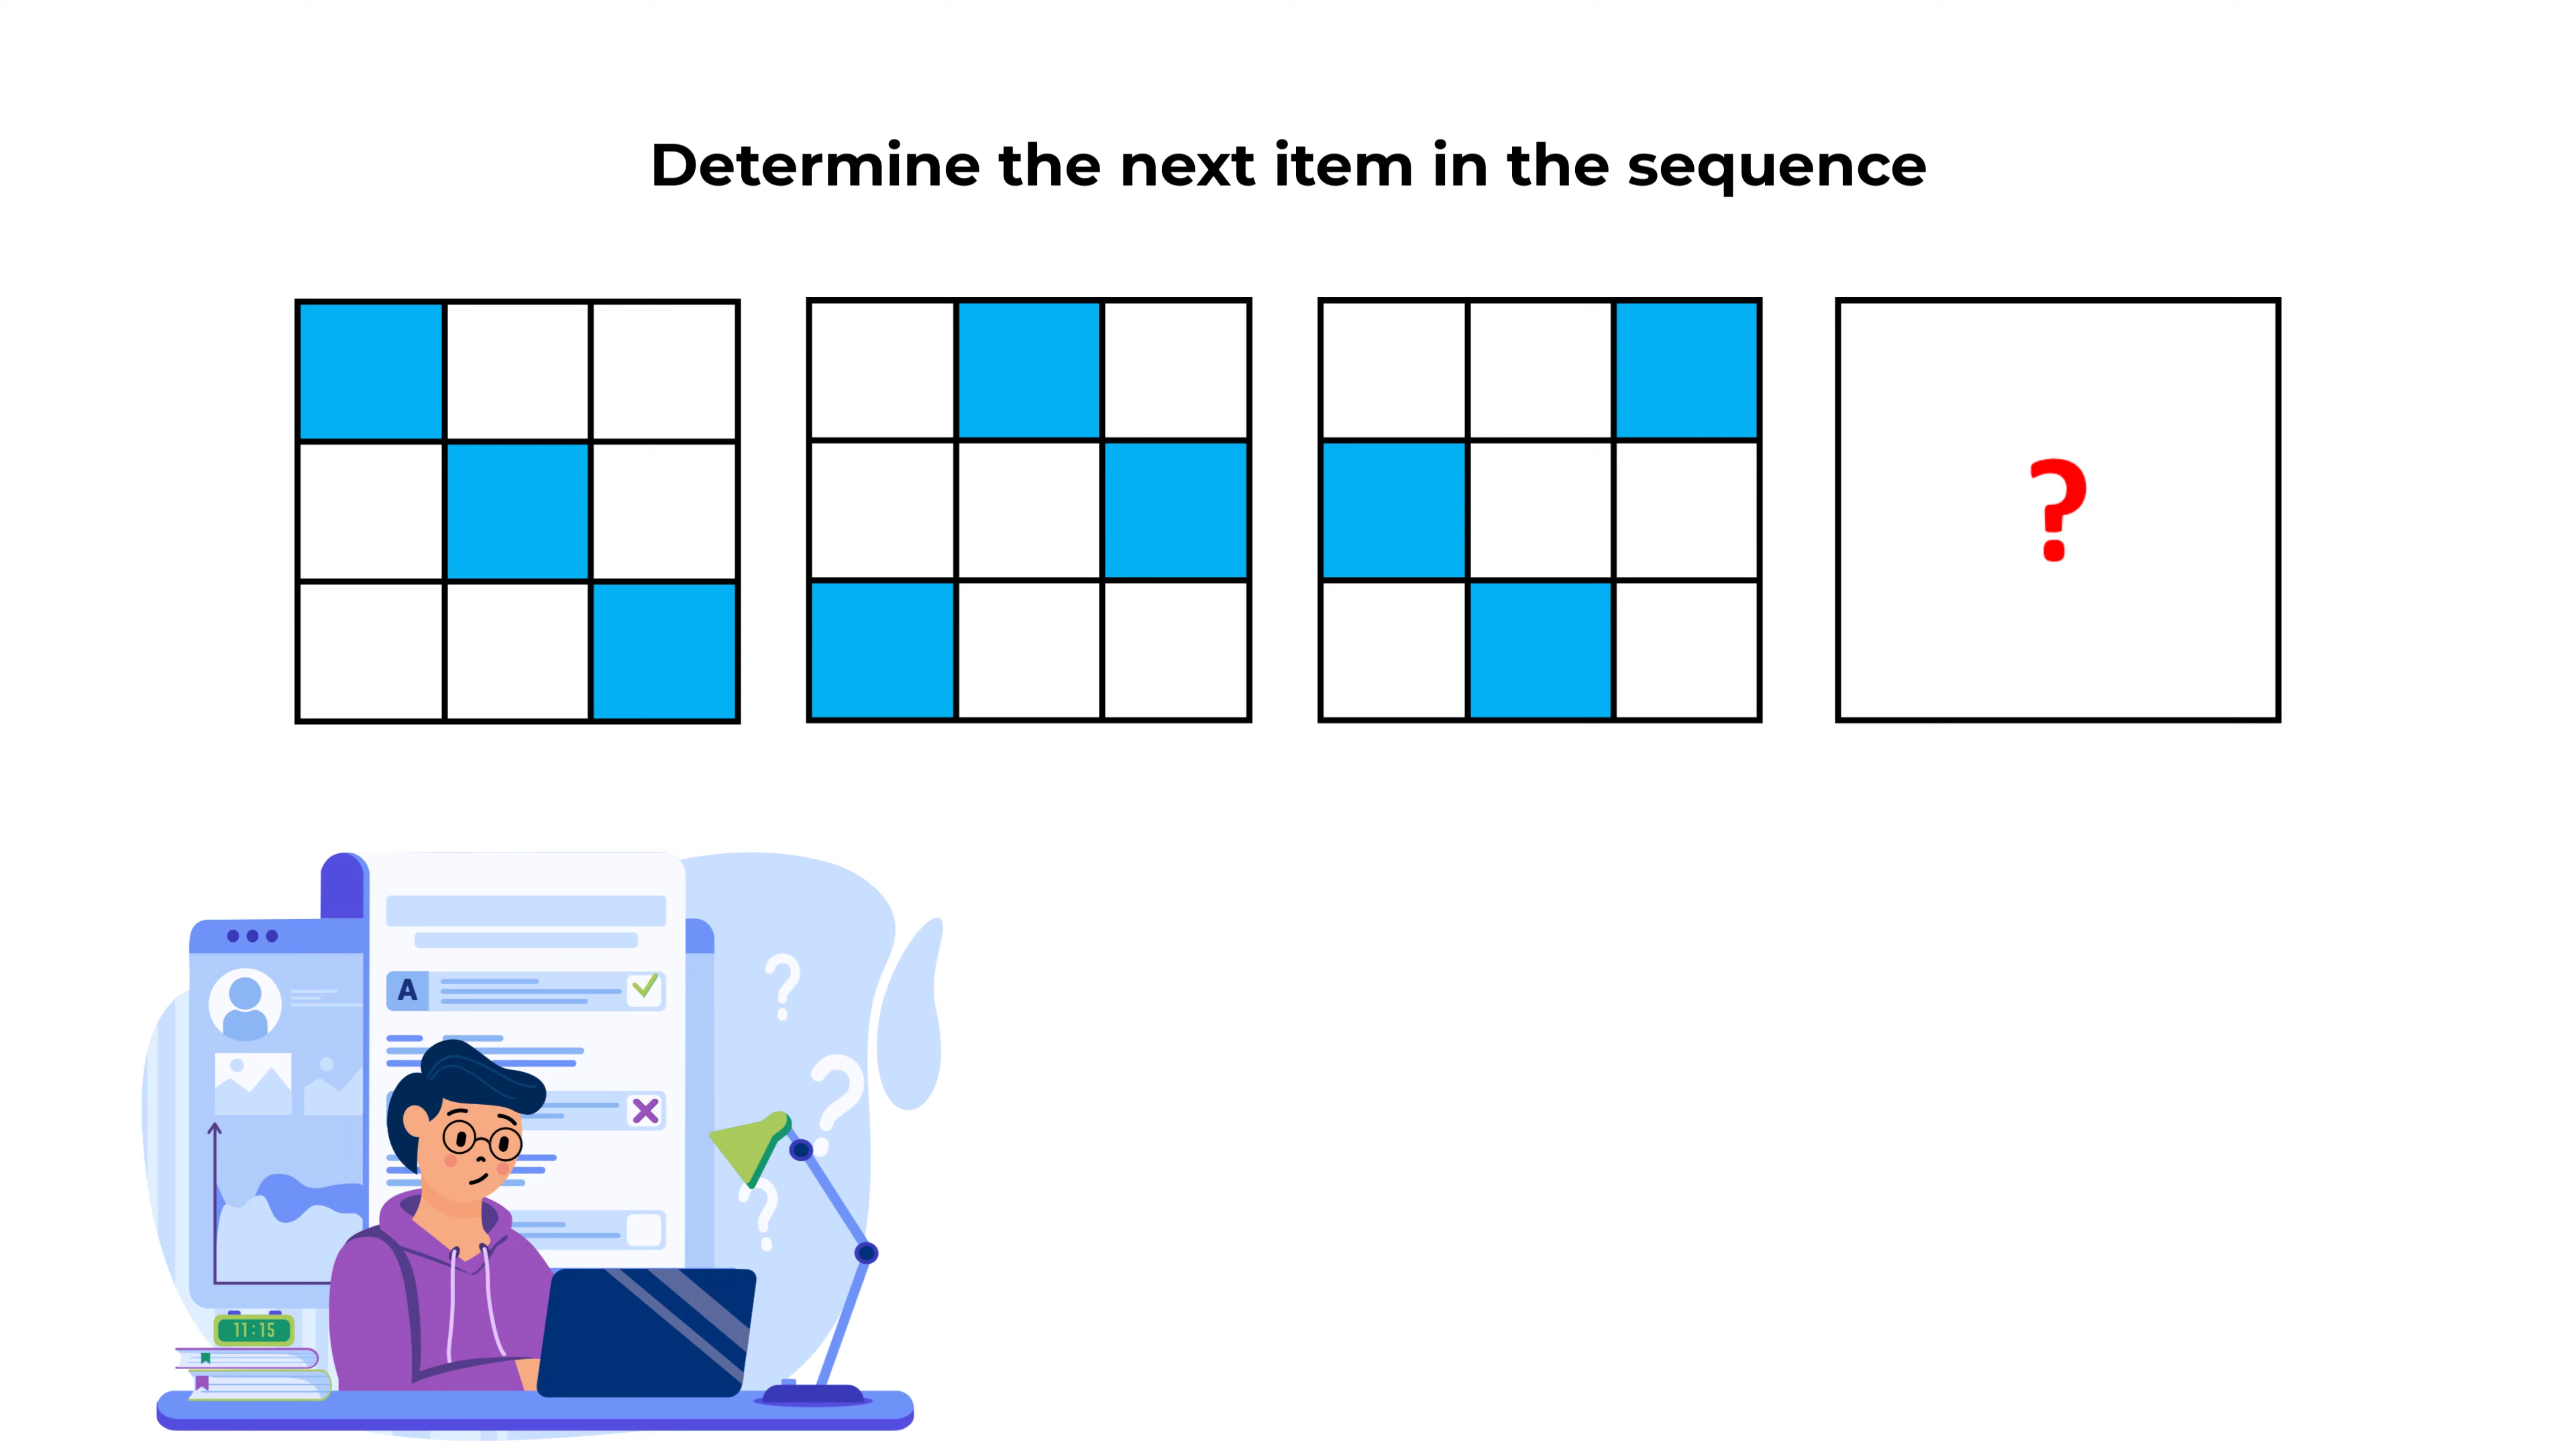 Determine the next item in the sequence
?
A
?
?
?
11:15